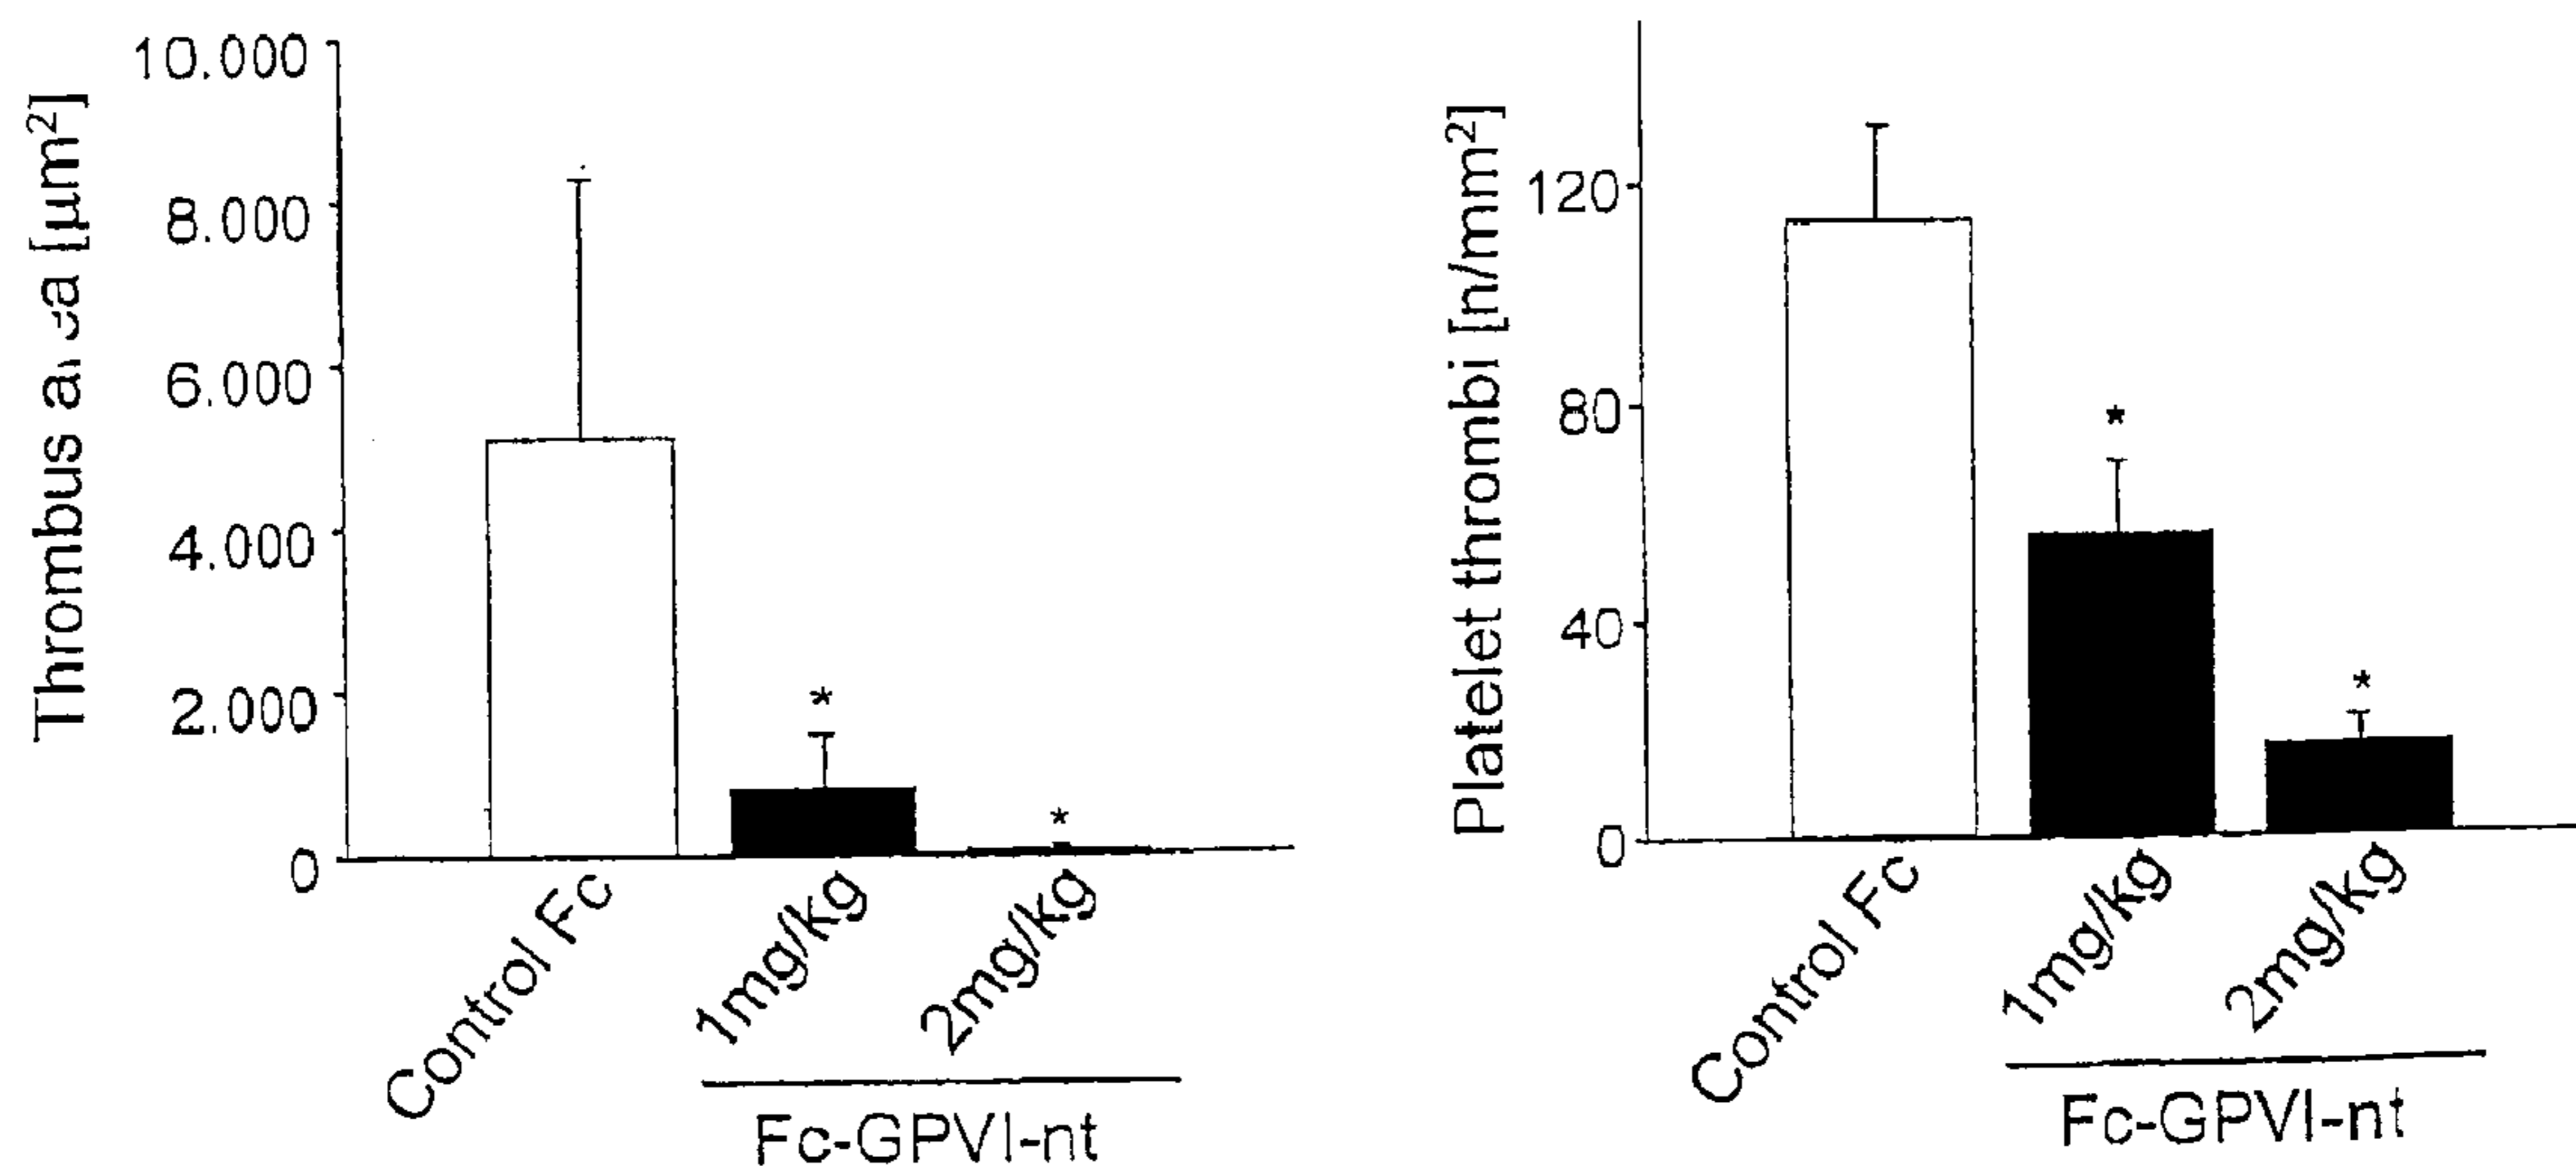 Thrombus area [µm²]
10.000
8.000
6.000
4.000
2.000
0
*
*
Control Fc
1mg/kg
2mg/kg
Fc-GPVI-nt
Platelet thrombi [n/mm²]
120
80
40
0
*
*
Control Fc
1mg/kg
2mg/kg
Fc-GPVI-nt